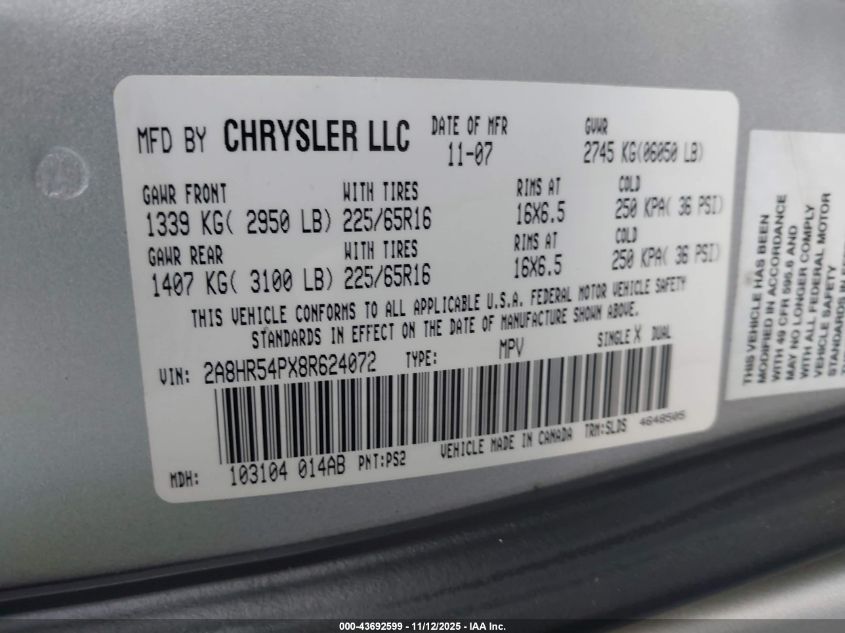 MFD BY CHRYSLER LLC DATE OF MFR 11-07 GVWR 2745 KG(06050 LB)
GAWR FRONT WITH TIRES RIMS AT COLD
1339 KG( 2950 LB) 225/65R16 16X6.5 250 KPA( 36 PSI)
GAWR REAR WITH TIRES RIMS AT COLD
1407 KG( 3100 LB) 225/65R16 16X6.5 250 KPA( 36 PSI)
THIS VEHICLE CONFORMS TO ALL APPLICABLE U.S.A. FEDERAL MOTOR VEHICLE SAFETY
STANDARDS IN EFFECT ON THE DATE OF MANUFACTURE SHOWN ABOVE.
VIN: 2A8HR54PX8R624072 TYPE: MPV SINGLE X DUAL
MDH: 103104 014AB PNT:PS2 VEHICLE MADE IN CANADA TRM:SLDS 4648505
THIS VEHICLE HAS BEEN
MODIFIED IN ACCORDANCE
WITH 49 CFR 595.6 AND
MAY NO LONGER COMPLY
WITH ALL FEDERAL MOTOR
VEHICLE SAFETY
STANDARDS
000-43692599 - 11/12/2025 - IAA Inc.